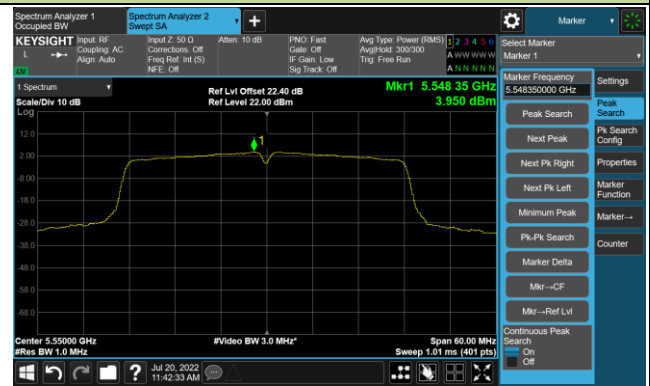 Spectrum Analyzer 1
Occupied BW
Spectrum Analyzer 2
Swept SA
Marker
KEYSIGHT
L
LXI
Input: RF
Coupling: AC
Align: Auto
Input Z: 50 Ω
Corrections: Off
Freq Ref: Int (S)
NFE: Off
Atten: 10 dB
PNO: Fast
Gate: Off
IF Gain: Low
Sig Track: Off
Avg Type: Power (RMS)
Avg|Hold: 300/300
Trig: Free Run
1 2 3 4 5 6
A W W W W W
A N N N N N
Select Marker
Marker 1
1 Spectrum
Scale/Div 10 dB
Log
Ref Lvl Offset 22.40 dB
Ref Level 22.00 dBm
Mkr1 5.548 35 GHz
3.950 dBm
12.0
2.00
-8.00
-18.0
-28.0
-38.0
-48.0
-58.0
-68.0
1
Center 5.55000 GHz
#Res BW 1.0 MHz
#Video BW 3.0 MHz*
Span 60.00 MHz
Sweep 1.01 ms (401 pts)
Marker Frequency
5.548350000 GHz
Peak Search
Next Peak
Next Pk Right
Next Pk Left
Minimum Peak
Pk-Pk Search
Marker Delta
Mkr→CF
Mkr→Ref Lvl
Continuous Peak
Search
On
Off
Settings
Peak
Search
Pk Search
Config
Properties
Marker
Function
Marker→
Counter
?
Jul 20, 2022
11:42:33 AM